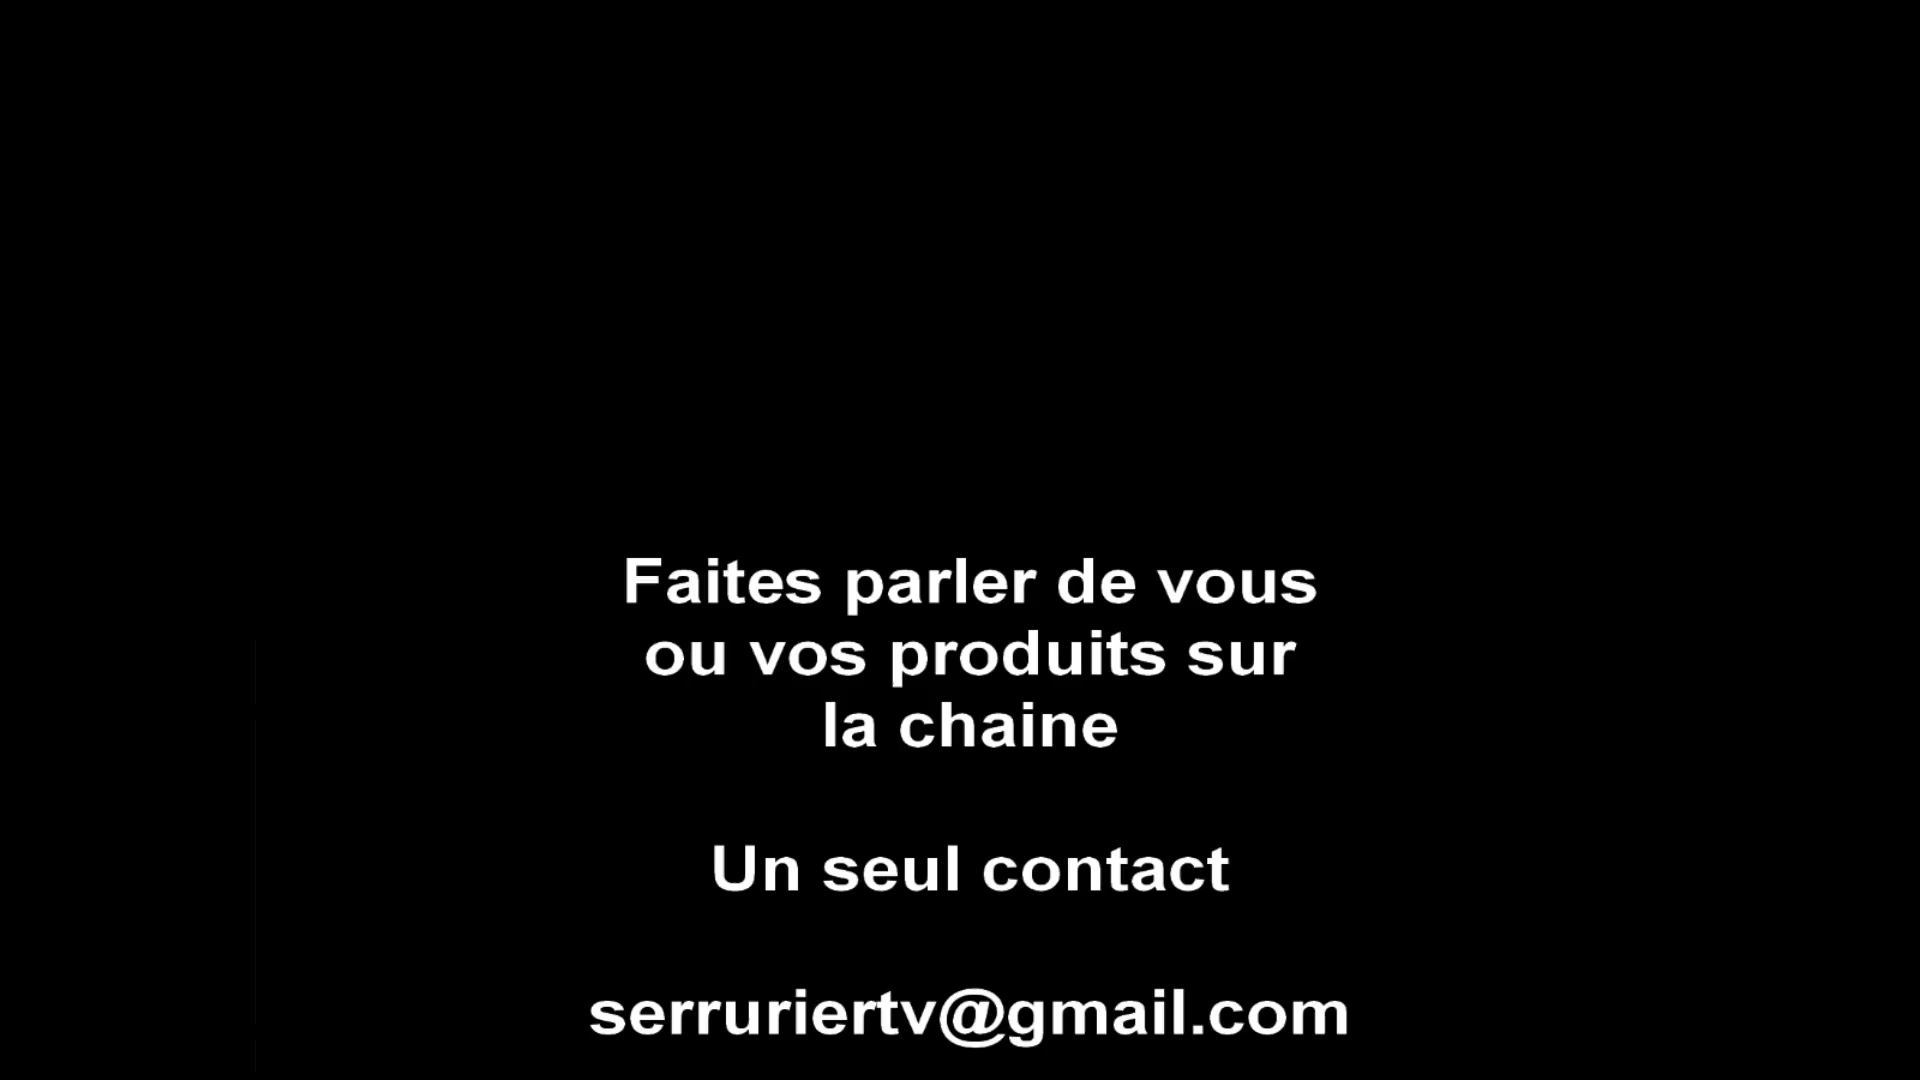 Faites parler de vous
ou vos produits sur
la chaine
Un seul contact
serruriertv@gmail.com